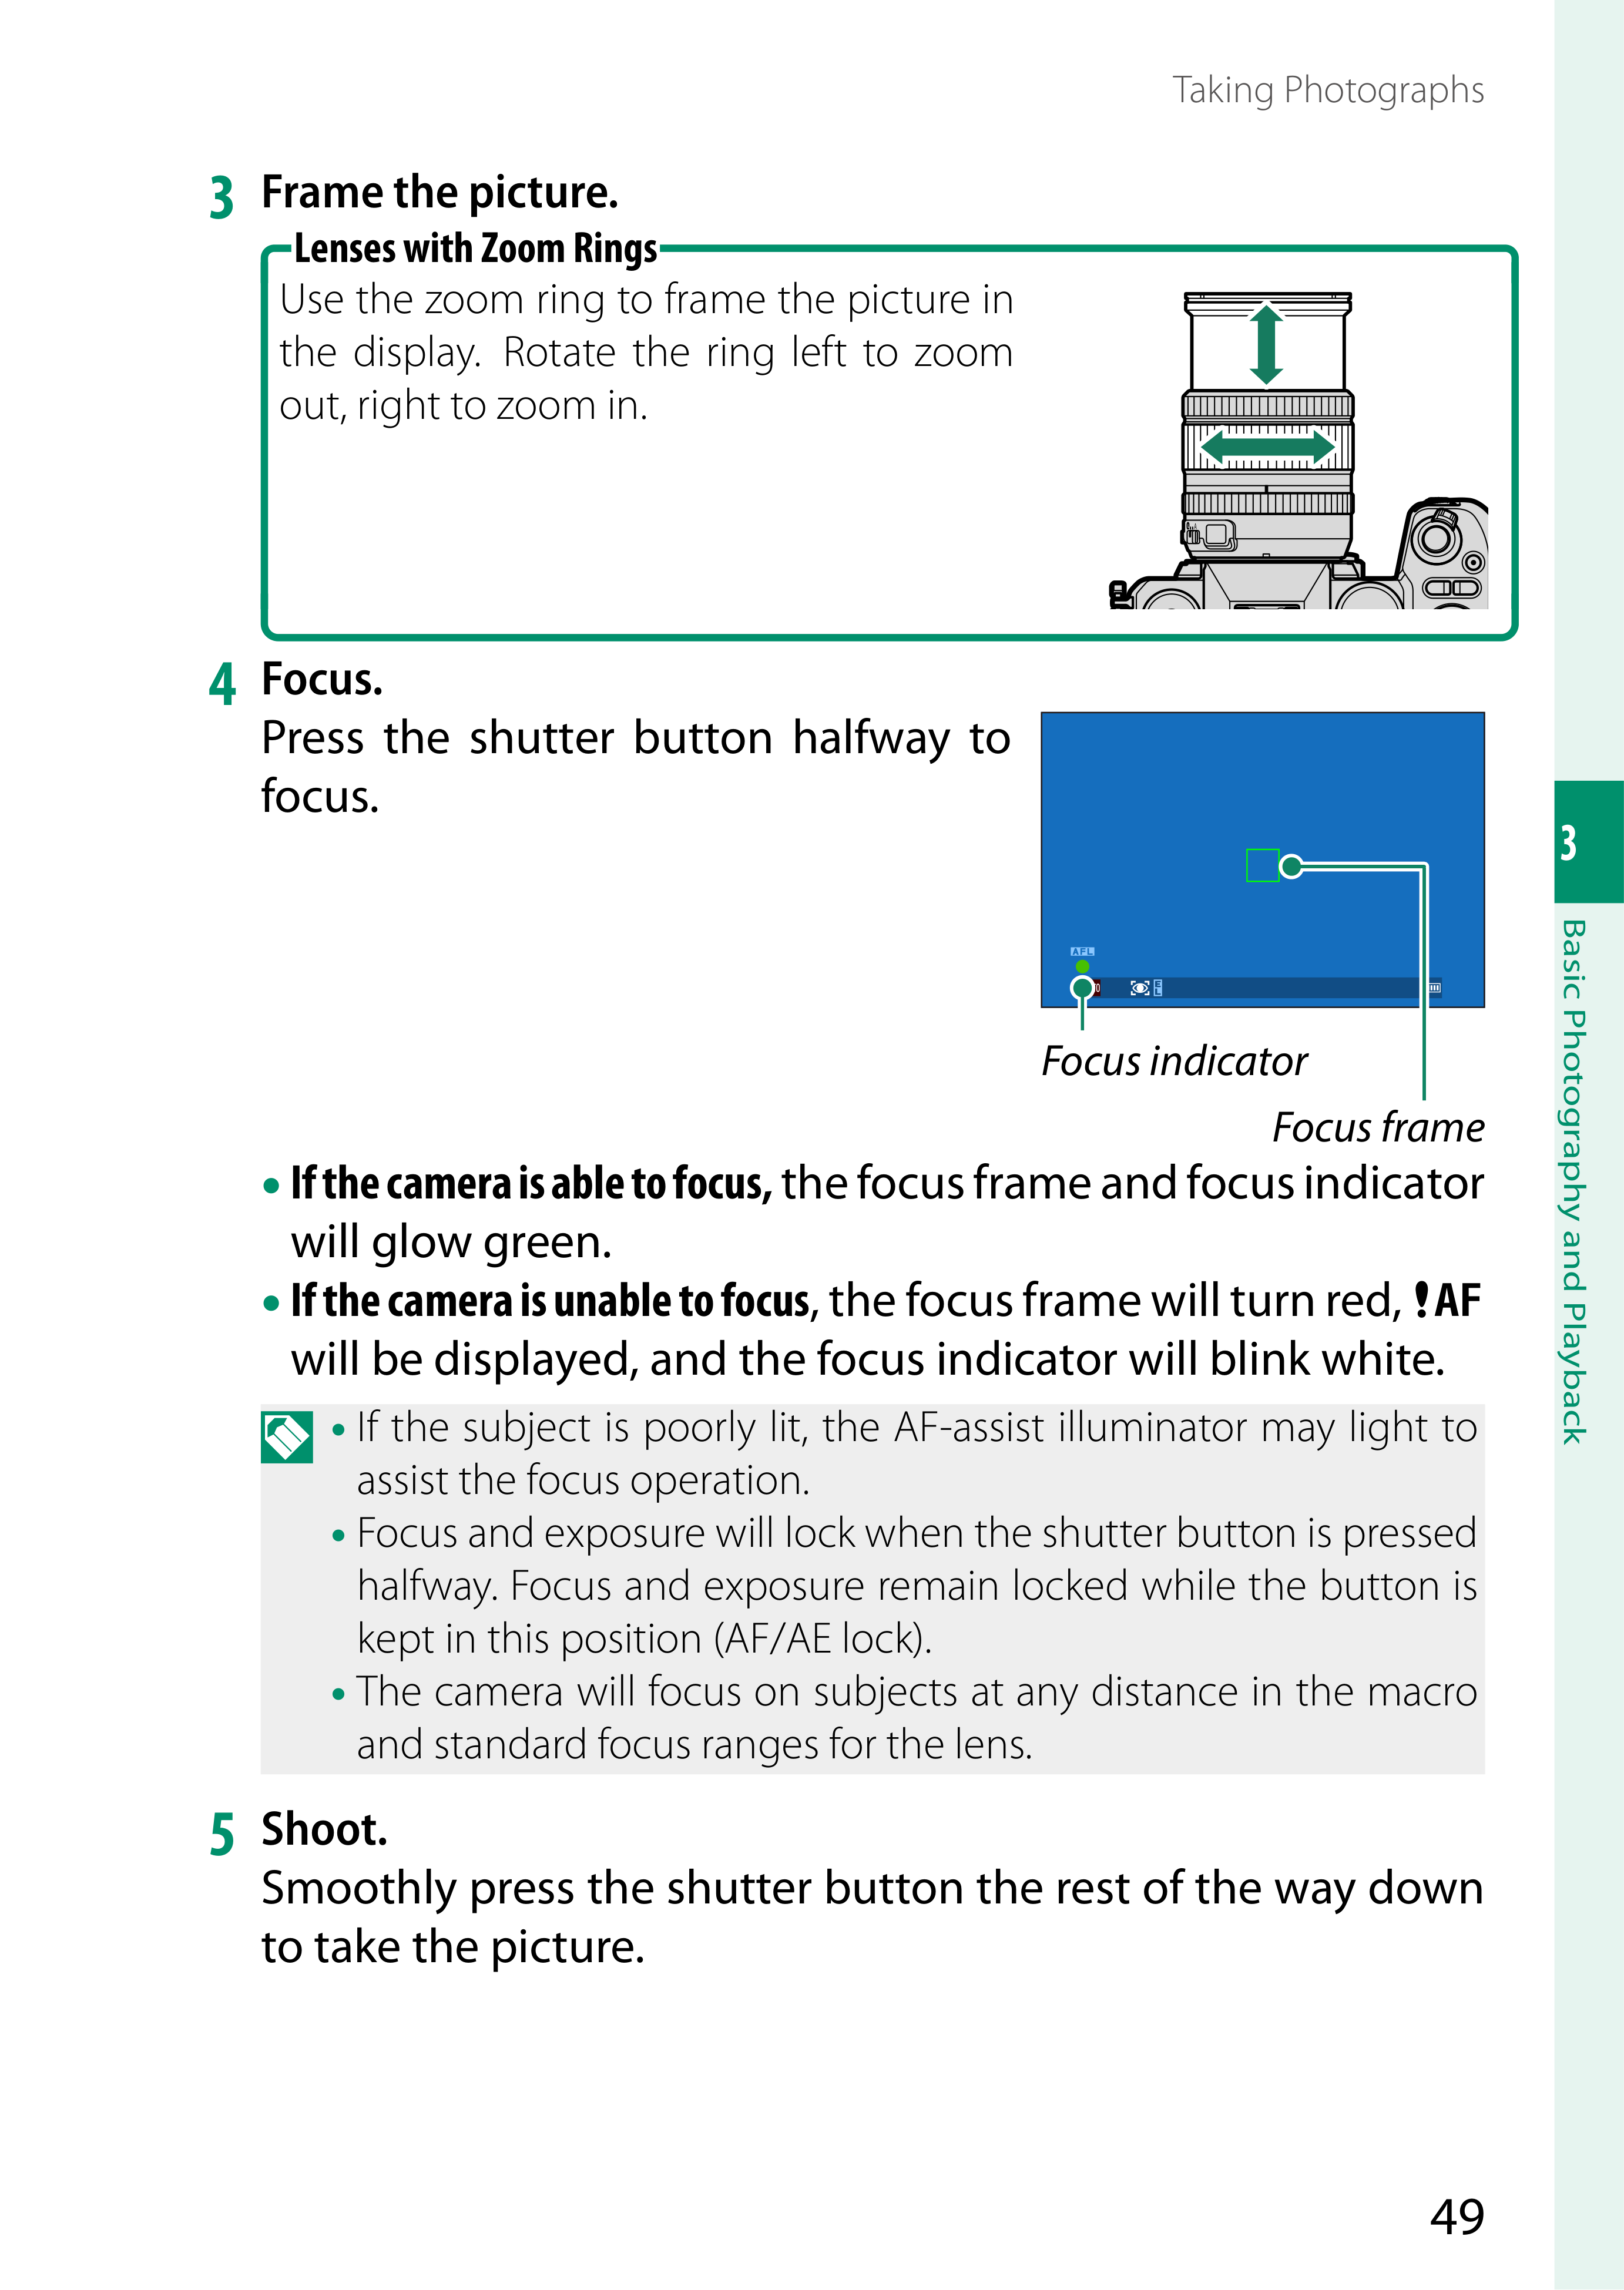 Taking Photographs
3 Frame the picture.
Lenses with Zoom Rings
Use the zoom ring to frame the picture in
the display. Rotate the ring left to zoom
out, right to zoom in.
4 Focus.
Press the shutter button halfway to
focus.
AFL
Focus indicator
Focus frame
• If the camera is able to focus, the focus frame and focus indicator
will glow green.
• If the camera is unable to focus, the focus frame will turn red, !AF
will be displayed, and the focus indicator will blink white.
• If the subject is poorly lit, the AF-assist illuminator may light to
assist the focus operation.
• Focus and exposure will lock when the shutter button is pressed
halfway. Focus and exposure remain locked while the button is
kept in this position (AF/AE lock).
• The camera will focus on subjects at any distance in the macro
and standard focus ranges for the lens.
5 Shoot.
Smoothly press the shutter button the rest of the way down
to take the picture.
3
Basic Photography and Playback
49